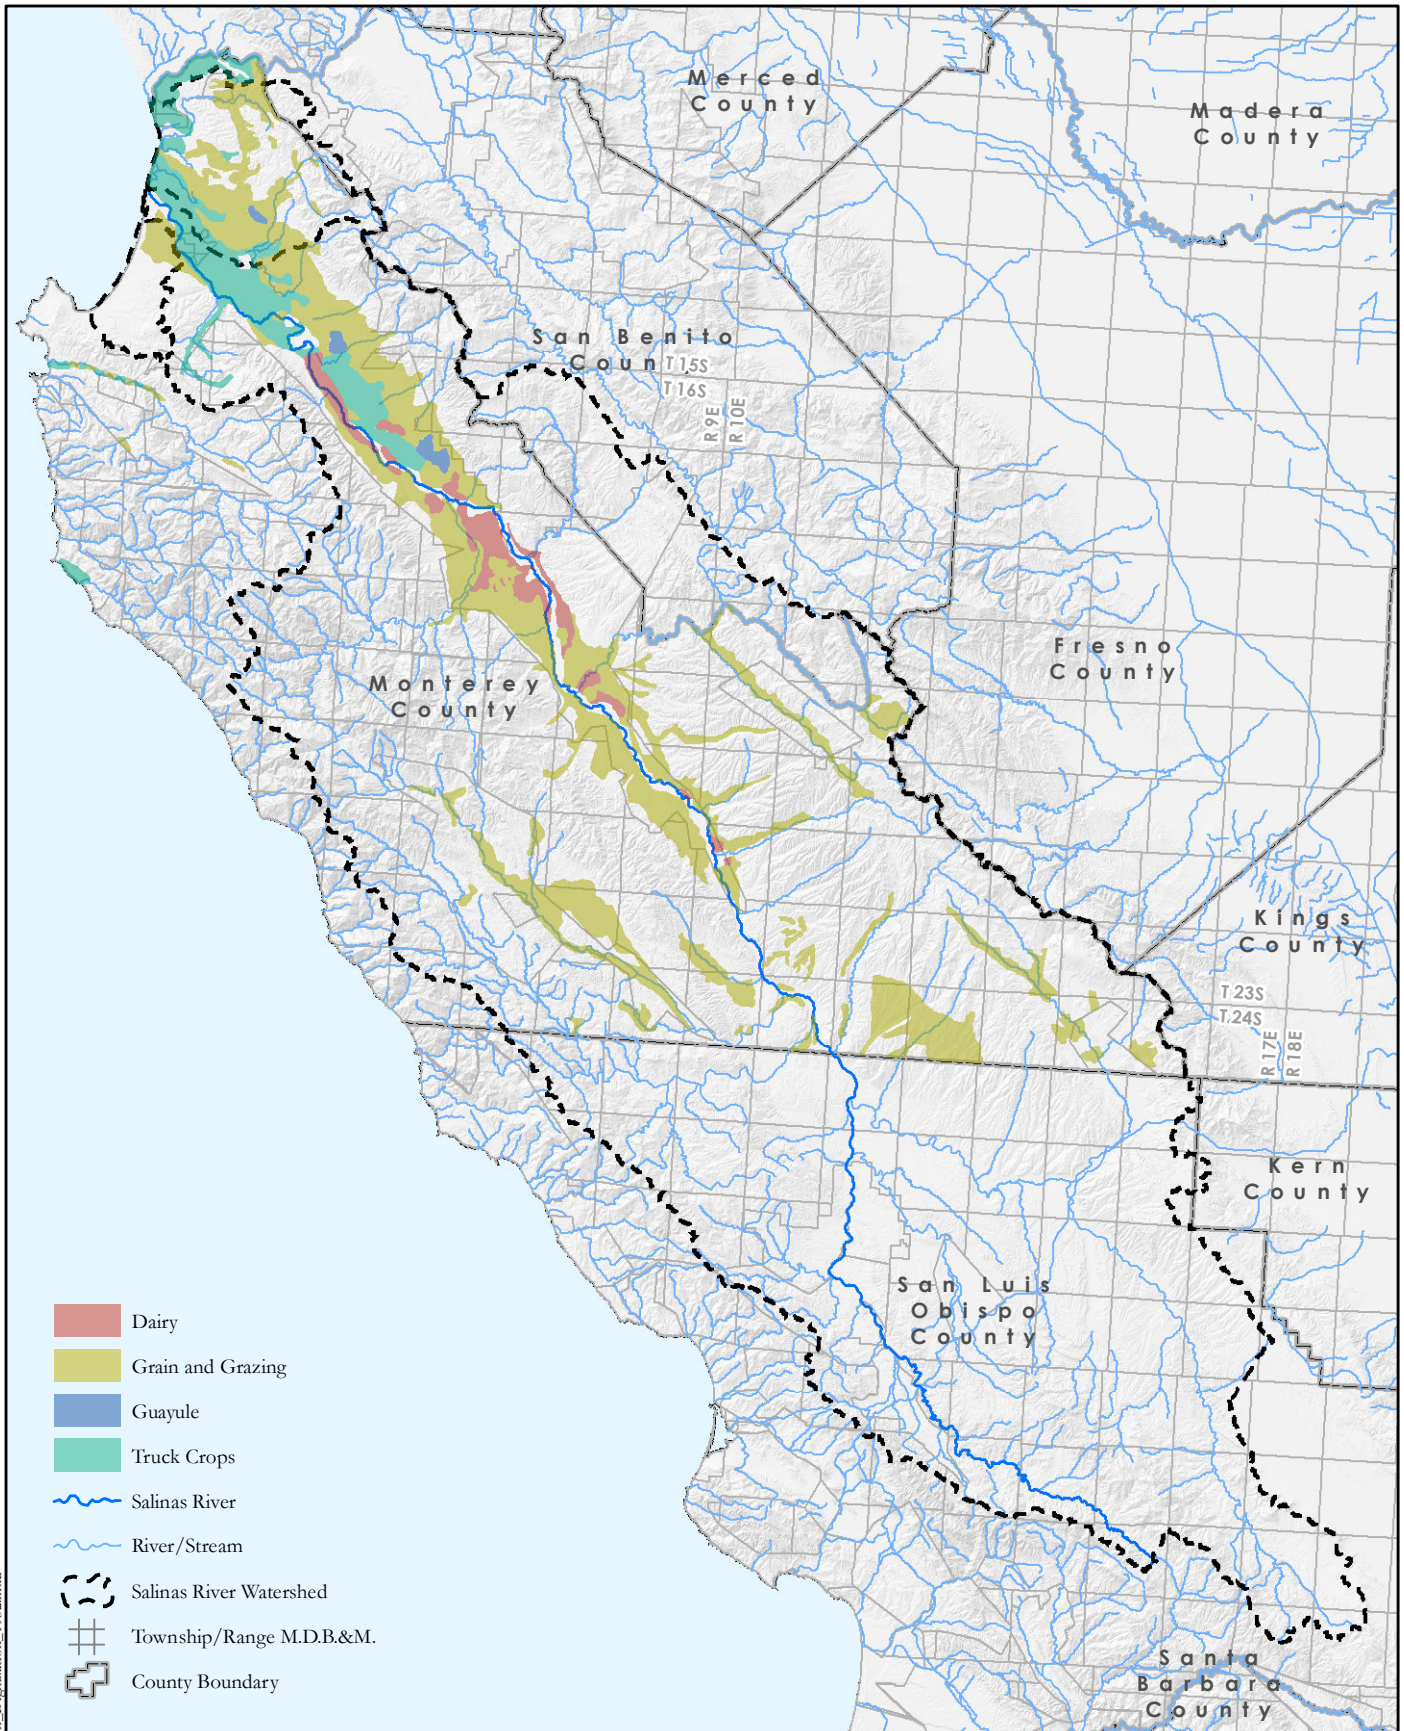 Merced
County
Madera
County
San Benito
Coun
T 15S
T 16S
R 9E
R 10E
Fresno
County
Monterey
County
Kings
County
T 23S
T 24S
R 17E
R 18E
Kern
County
San Luis
Obispo
County
Santa
Barbara
County
Dairy
Grain and Grazing
Guayule
Truck Crops
Salinas River
River/Stream
Salinas River Watershed
Township/Range M.D.B.&M.
County Boundary